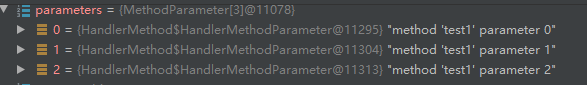 parameters = {MethodParameter[3]@11078}
0 = {HandlerMethod$HandlerMethodParameter@11295} "method 'test1' parameter 0"
1 = {HandlerMethod$HandlerMethodParameter@11304} "method 'test1' parameter 1"
2 = {HandlerMethod$HandlerMethodParameter@11313} "method 'test1' parameter 2"